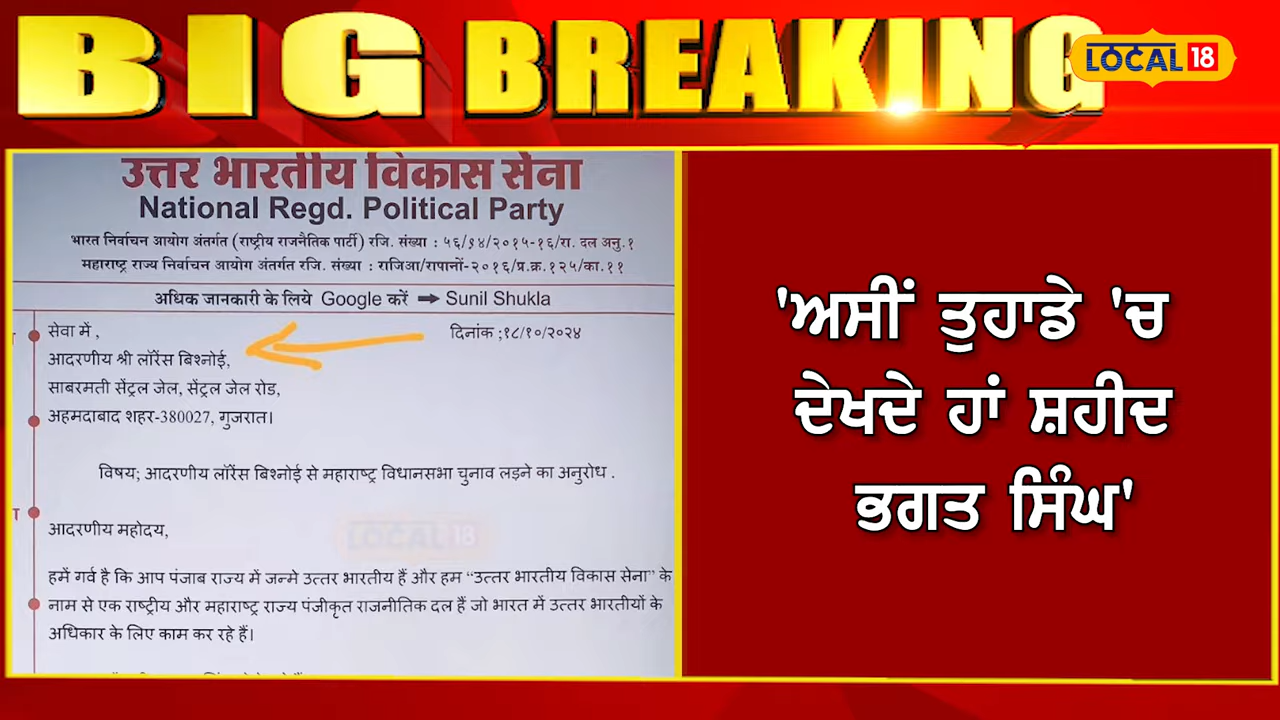 BIG BREAKING
LOCAL 18
उत्तर भारतीय विकास सेना
National Regd. Political Party
भारत निर्वाचन आयोग अंतर्गत (राष्ट्रीय राजनैतिक पार्टी) रजि. संख्या : ५६/९४/२०१५-१६/रा. दल अनु.१
महाराष्ट्र राज्य निर्वाचन आयोग अंतर्गत रजि. संख्या : राजिआ/रापानों-२०१६/प्र.क्र.१२५/का.११
अधिक जानकारी के लिये Google करें ➡ Sunil Shukla
सेवा में ,
दिनांक ;१८/१०/२०२४
आदरणीय श्री लॉरेंस बिश्नोई,
साबरमती सेंट्रल जेल, सेंट्रल जेल रोड,
अहमदाबाद शहर-380027, गुजरात।
विषय; आदरणीय लॉरेंस बिश्नोई से महाराष्ट्र विधानसभा चुनाव लड़ने का अनुरोध .
आदरणीय महोदय,
LOCAL 18
हमें गर्व है कि आप पंजाब राज्य में जन्मे उत्तर भारतीय हैं और हम “उत्तर भारतीय विकास सेना” के
नाम से एक राष्ट्रीय और महाराष्ट्र राज्य पंजीकृत राजनीतिक दल हैं जो भारत में उत्तर भारतीयों के
अधिकार के लिए काम कर रहे हैं।
'ਅਸੀਂ ਤੁਹਾਡੇ 'ਚ
ਦੇਖਦੇ ਹਾਂ ਸ਼ਹੀਦ
ਭਗਤ ਸਿੰਘ'